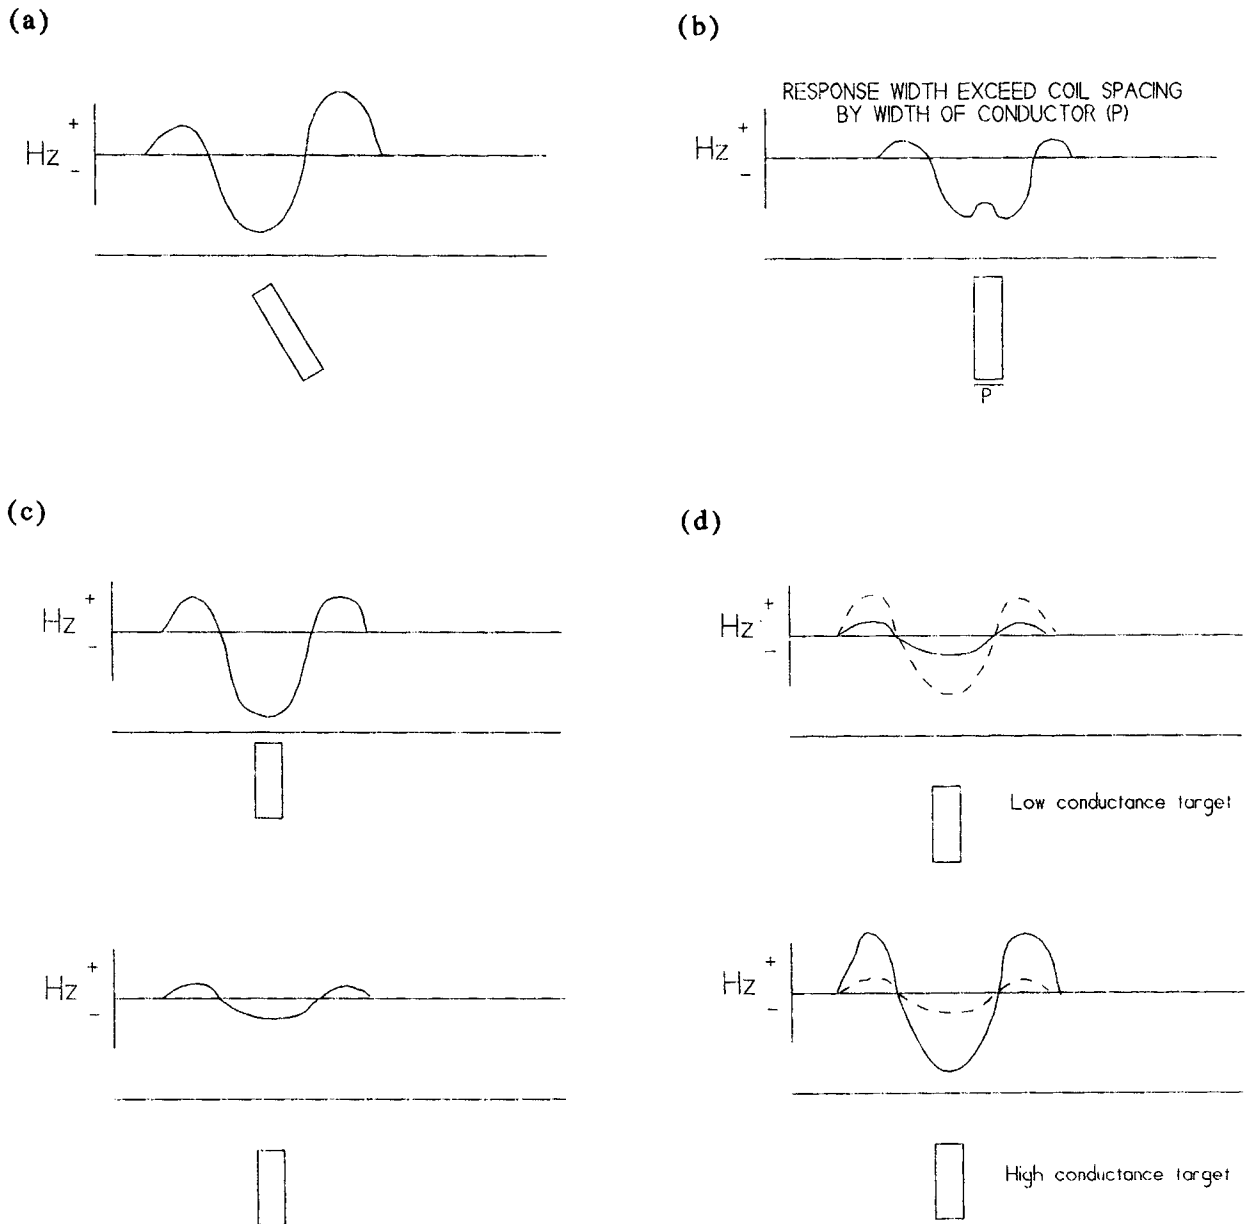 (a)
+
Hz
-
(b)
RESPONSE WIDTH EXCEED COIL SPACING
BY WIDTH OF CONDUCTOR (P)
+
Hz
-
P
(c)
+
Hz
-
+
Hz
-
(d)
+
Hz
-
Low conductance target
+
Hz
-
High conductance target